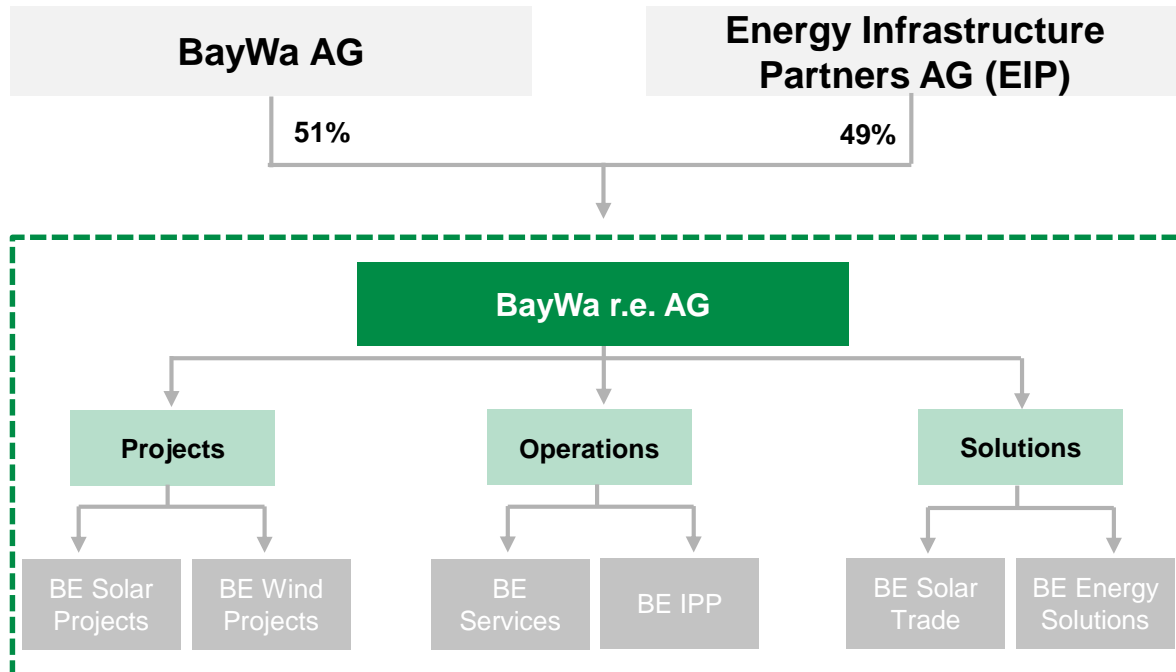 BayWa AG
Energy Infrastructure
Partners AG (EIP)
51%
49%
BayWa r.e. AG
Projects
Operations
Solutions
BE Solar
Projects
BE Wind
Projects
BE
Services
BE IPP
BE Solar
Trade
BE Energy
Solutions